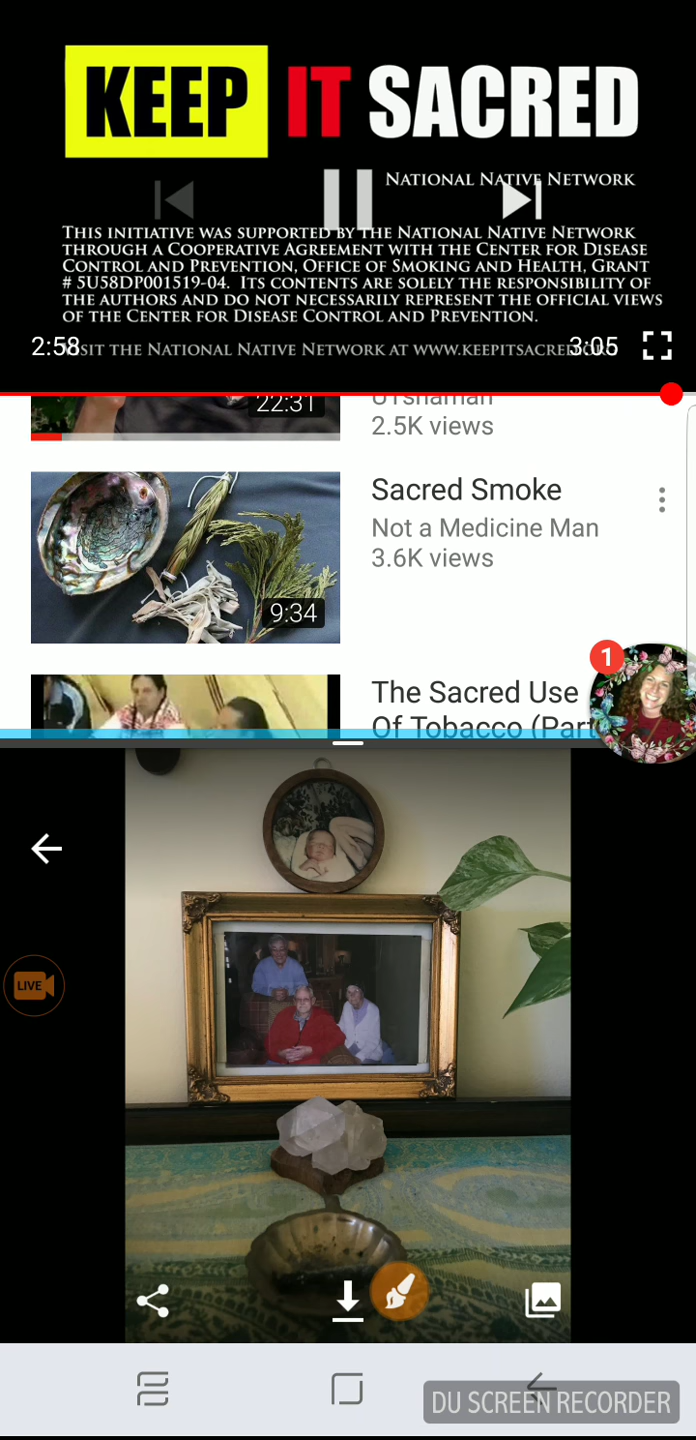 KEEP IT SACRED
NATIONAL NATIVE NETWORK
THIS INITIATIVE WAS SUPPORTED BY THE NATIONAL NATIVE NETWORK
THROUGH A COOPERATIVE AGREEMENT WITH THE CENTER FOR DISEASE
CONTROL AND PREVENTION, OFFICE OF SMOKING AND HEALTH, GRANT
# 5U58DP001519-04. ITS CONTENTS ARE SOLELY THE RESPONSIBILITY OF
THE AUTHORS AND DO NOT NECESSARILY REPRESENT THE OFFICIAL VIEWS
OF THE CENTER FOR DISEASE CONTROL AND PREVENTION.
2:58
3:05
THE NATIONAL NATIVE NETWORK AT
22:31
2.5K views
Sacred Smoke
Not a Medicine Man
3.6K views
9:34
1
The Sacred Use
Of Tobacco (Part
LIVE
DU SCREEN RECORDER